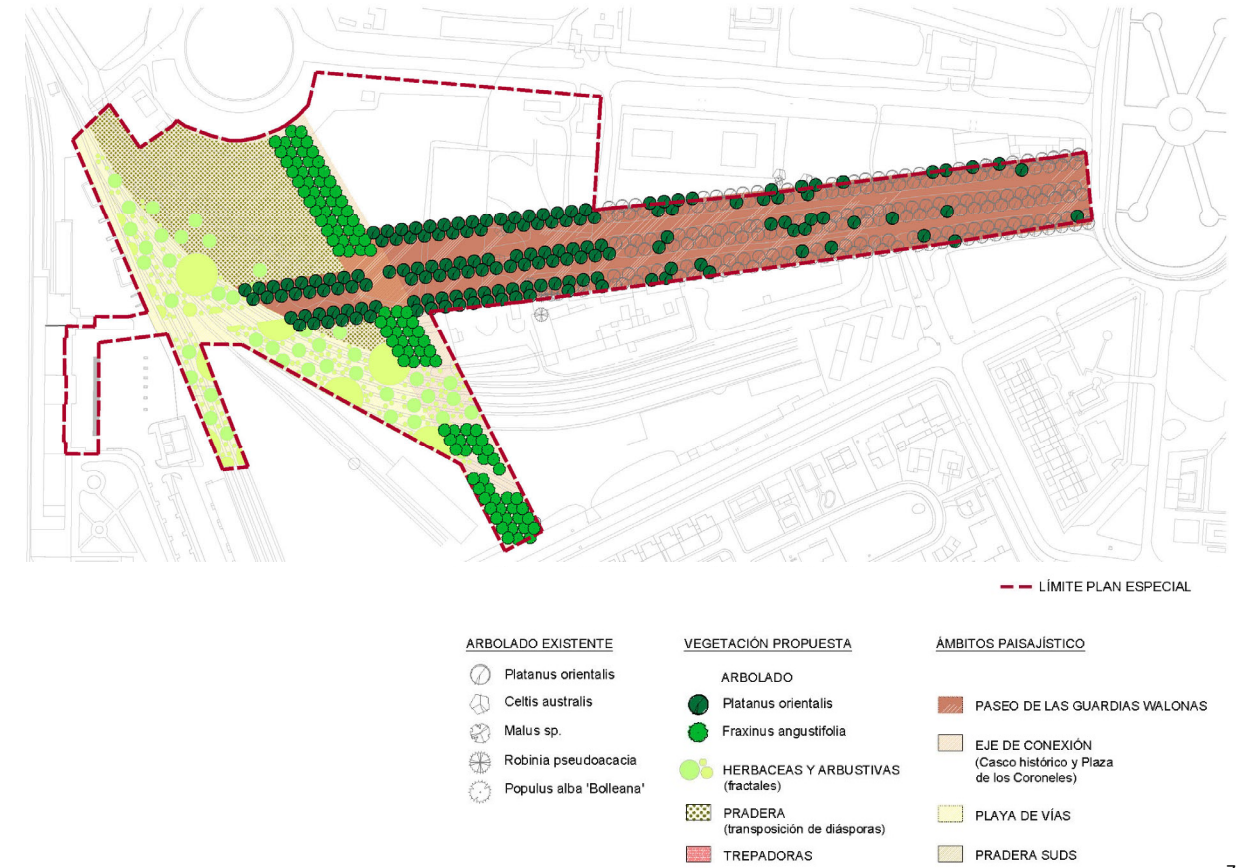 LÍMITE PLAN ESPECIAL
ARBOLADO EXISTENTE
Platanus orientalis
Celtis australis
Malus sp.
Robinia pseudoacacia
Populus alba 'Bolleana'
VEGETACIÓN PROPUESTA
ARBOLADO
Platanus orientalis
Fraxinus angustifolia
HERBACEAS Y ARBUSTIVAS
(fractales)
PRADERA
(transposición de diásporas)
TREPADORAS
ÁMBITOS PAISAJÍSTICO
PASEO DE LAS GUARDIAS WALONAS
EJE DE CONEXIÓN
(Casco histórico y Plaza
de los Coroneles)
PLAYA DE VÍAS
PRADERA SUDS